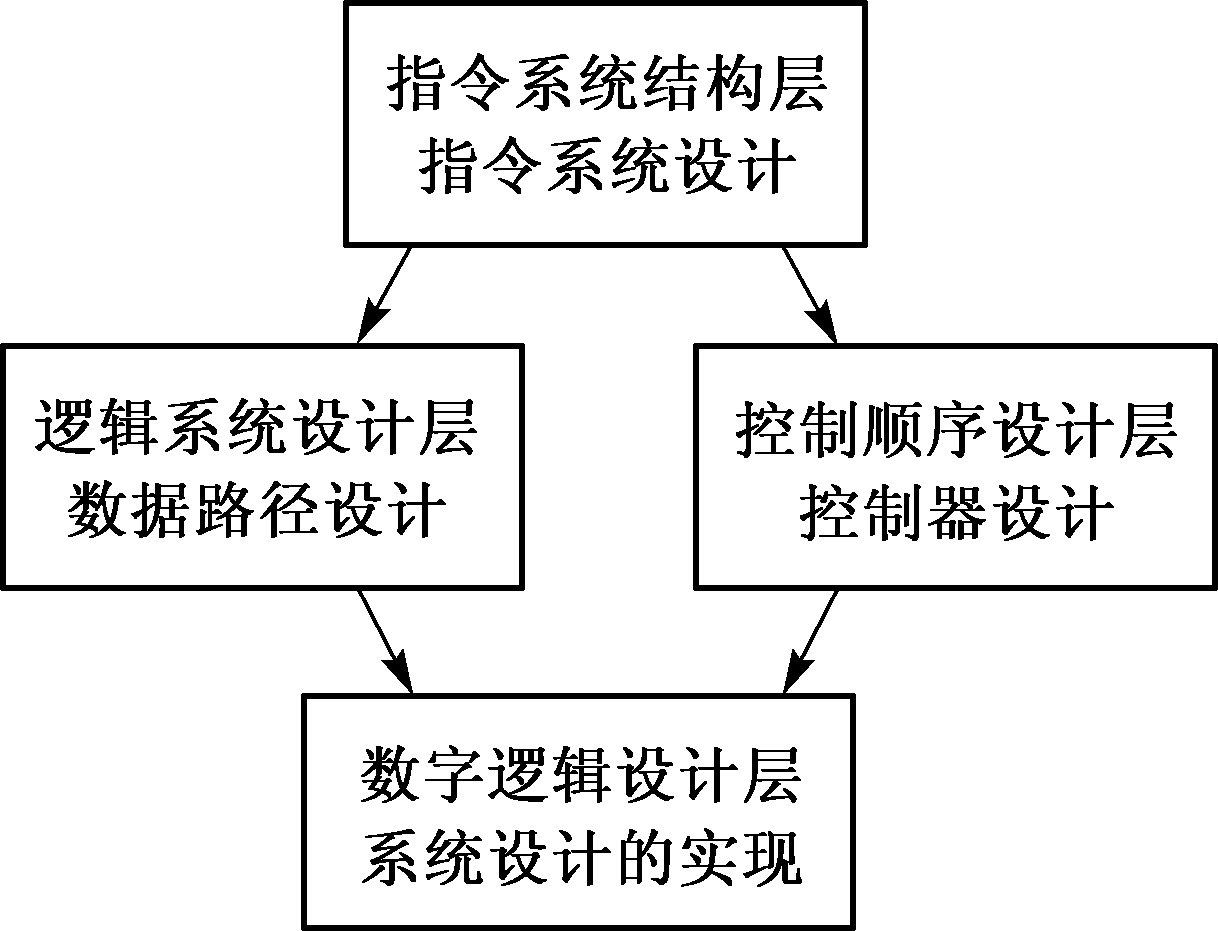 指令系统结构层
指令系统设计
逻辑系统设计层
数据路径设计
控制顺序设计层
控制器设计
数字逻辑设计层
系统设计的实现